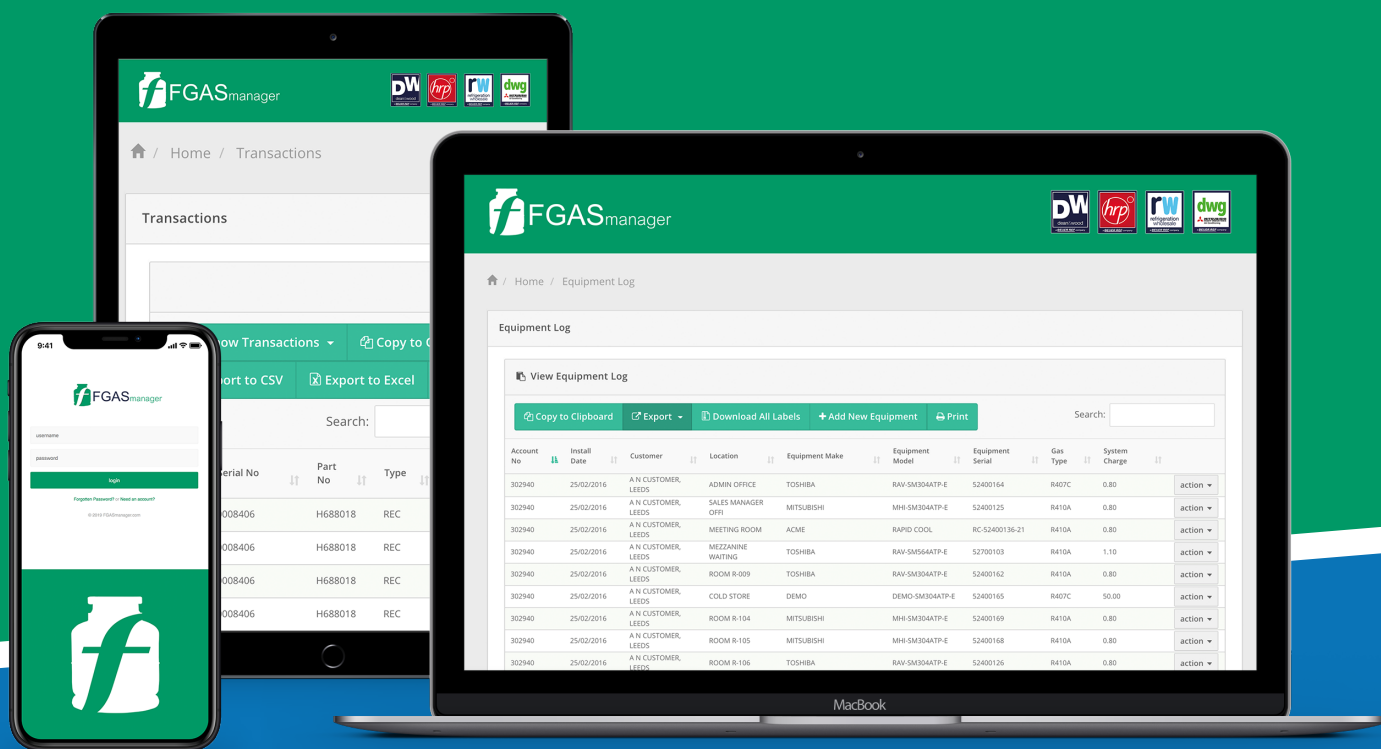 FGASmanager
DW
hrp
rw
dwg
Home / Transactions
Transactions
ow Transactions
Copy to C
ort to CSV
Export to Excel
Search:
erial No
Part No
Type
008406
H688018
REC
008406
H688018
REC
008406
H688018
REC
008406
H688018
REC
9:41
FGASmanager
username
password
login
Forgotten Password? or Need an account?
© 2019 FGASmanager.com
FGASmanager
DW
dean&wood
hrp
rw
refrigeration
wholesale
dwg
/ Home / Equipment Log
Equipment Log
View Equipment Log
Copy to Clipboard
Export
Download All Labels
Add New Equipment
Print
Search:
Account No
Install Date
Customer
Location
Equipment Make
Equipment Model
Equipment Serial
Gas Type
System Charge
302940 25/02/2016 A N CUSTOMER, LEEDS ADMIN OFFICE TOSHIBA RAV-SM304ATP-E 52400164 R407C 0.80 action
302940 25/02/2016 A N CUSTOMER, LEEDS SALES MANAGER OFFI MITSUBISHI MHI-SM304ATP-E 52400125 R410A 0.80 action
302940 25/02/2016 A N CUSTOMER, LEEDS MEETING ROOM ACME RAPID COOL RC-52400136-21 R410A 0.80 action
302940 25/02/2016 A N CUSTOMER, LEEDS MEZZANINE WAITING TOSHIBA RAV-SM564ATP-E 52700103 R410A 1.10 action
302940 25/02/2016 A N CUSTOMER, LEEDS ROOM R-009 TOSHIBA RAV-SM304ATP-E 52400162 R410A 0.80 action
302940 25/02/2016 A N CUSTOMER, LEEDS COLD STORE DEMO DEMO-SM304ATP-E 52400165 R407C 50.00 action
302940 25/02/2016 A N CUSTOMER, LEEDS ROOM R-104 MITSUBISHI MHI-SM304ATP-E 52400169 R410A 0.80 action
302940 25/02/2016 A N CUSTOMER, LEEDS ROOM R-105 MITSUBISHI MHI-SM304ATP-E 52400168 R410A 0.80 action
302940 25/02/2016 A N CUSTOMER, LEEDS ROOM R-106 TOSHIBA RAV-SM304ATP-E 52400126 R410A 0.80 action
MacBook